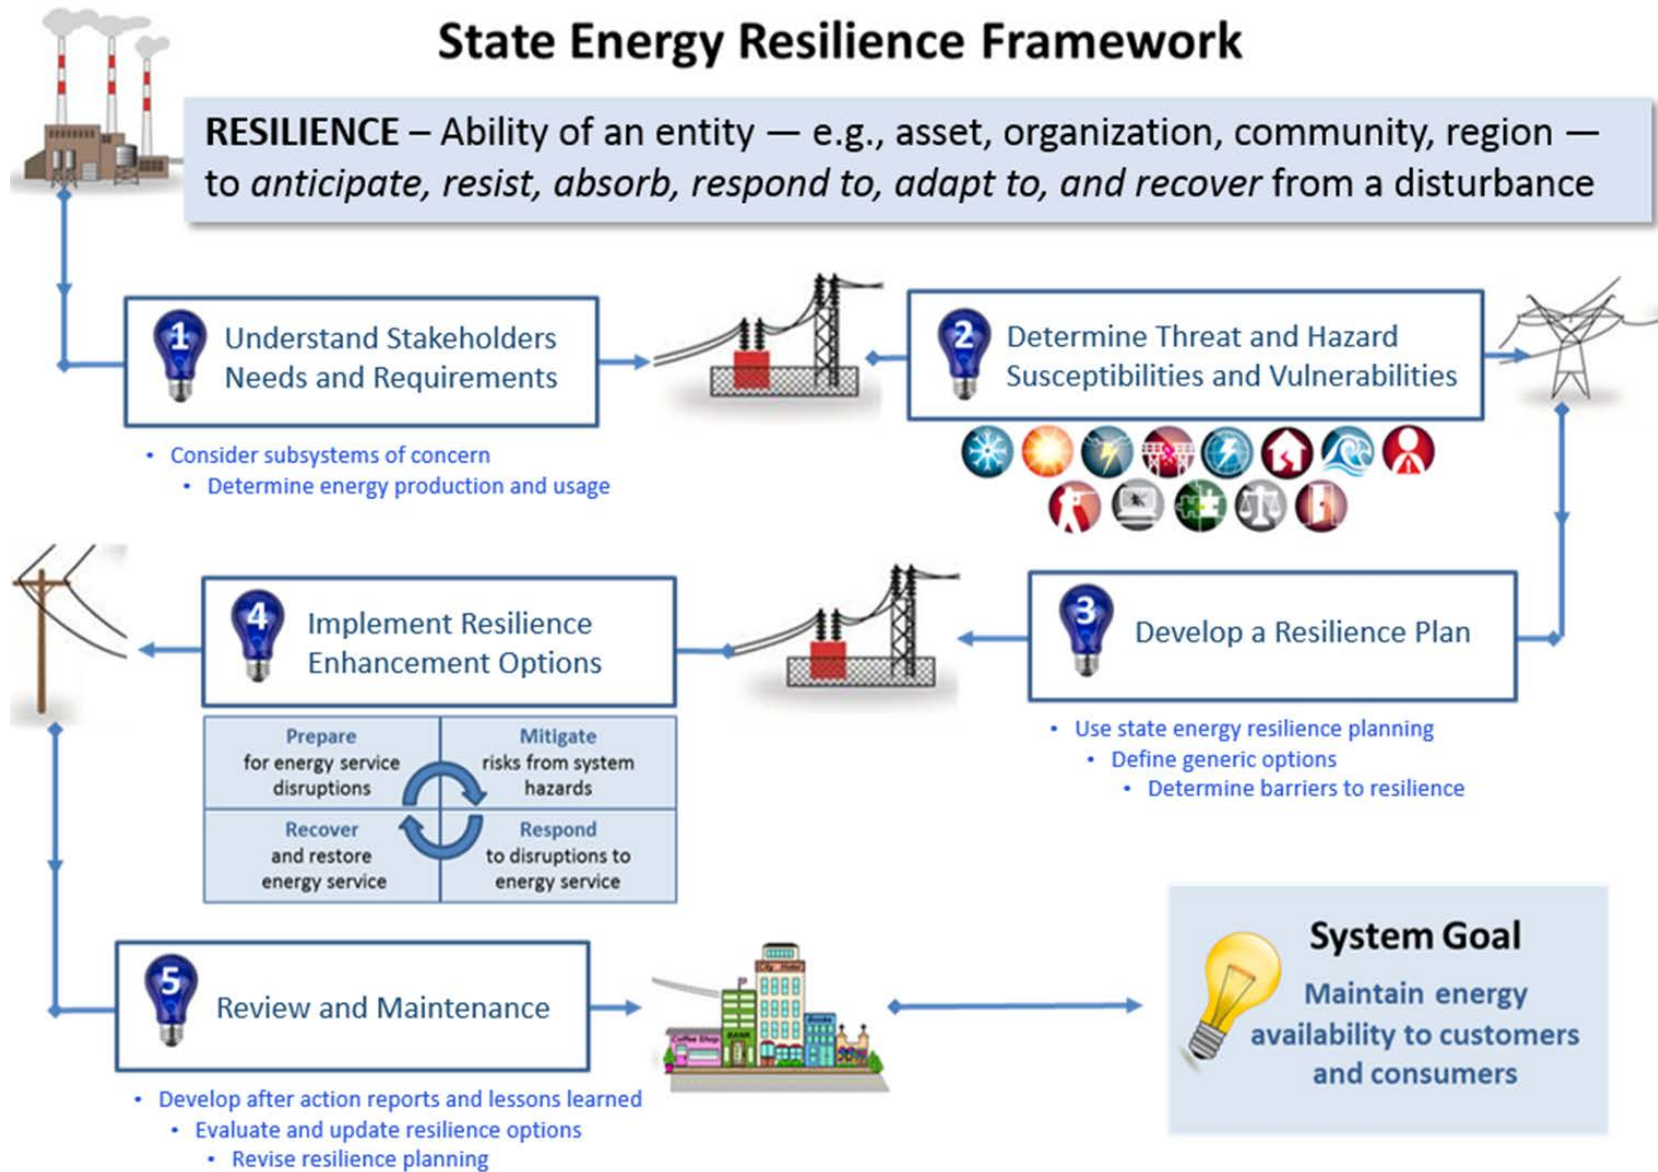 State Energy Resilience Framework
RESILIENCE – Ability of an entity — e.g., asset, organization, community, region —
to anticipate, resist, absorb, respond to, adapt to, and recover from a disturbance
1
Understand Stakeholders
Needs and Requirements
• Consider subsystems of concern
• Determine energy production and usage
2
Determine Threat and Hazard
Susceptibilities and Vulnerabilities
3
Develop a Resilience Plan
• Use state energy resilience planning
• Define generic options
• Determine barriers to resilience
4
Implement Resilience
Enhancement Options
Prepare
for energy service
disruptions
Mitigate
risks from system
hazards
Recover
and restore
energy service
Respond
to disruptions to
energy service
5
Review and Maintenance
• Develop after action reports and lessons learned
• Evaluate and update resilience options
• Revise resilience planning
Coffee Shop
BANK
City Hotel
Books
System Goal
Maintain energy
availability to customers
and consumers